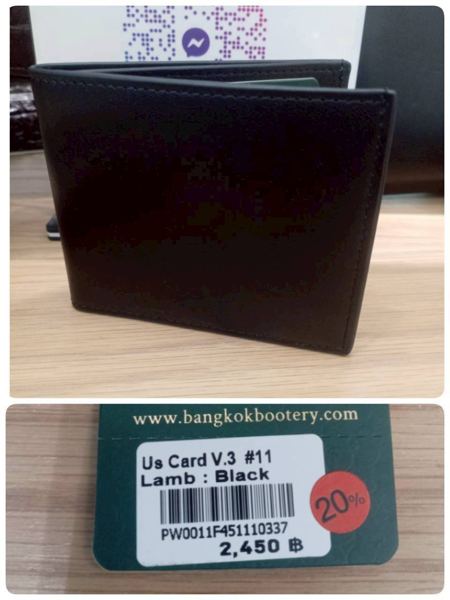 www.bangkokbootery.com
Us Card V.3 #11
Lamb : Black
20%
PW0011F451110337
2,450 ฿